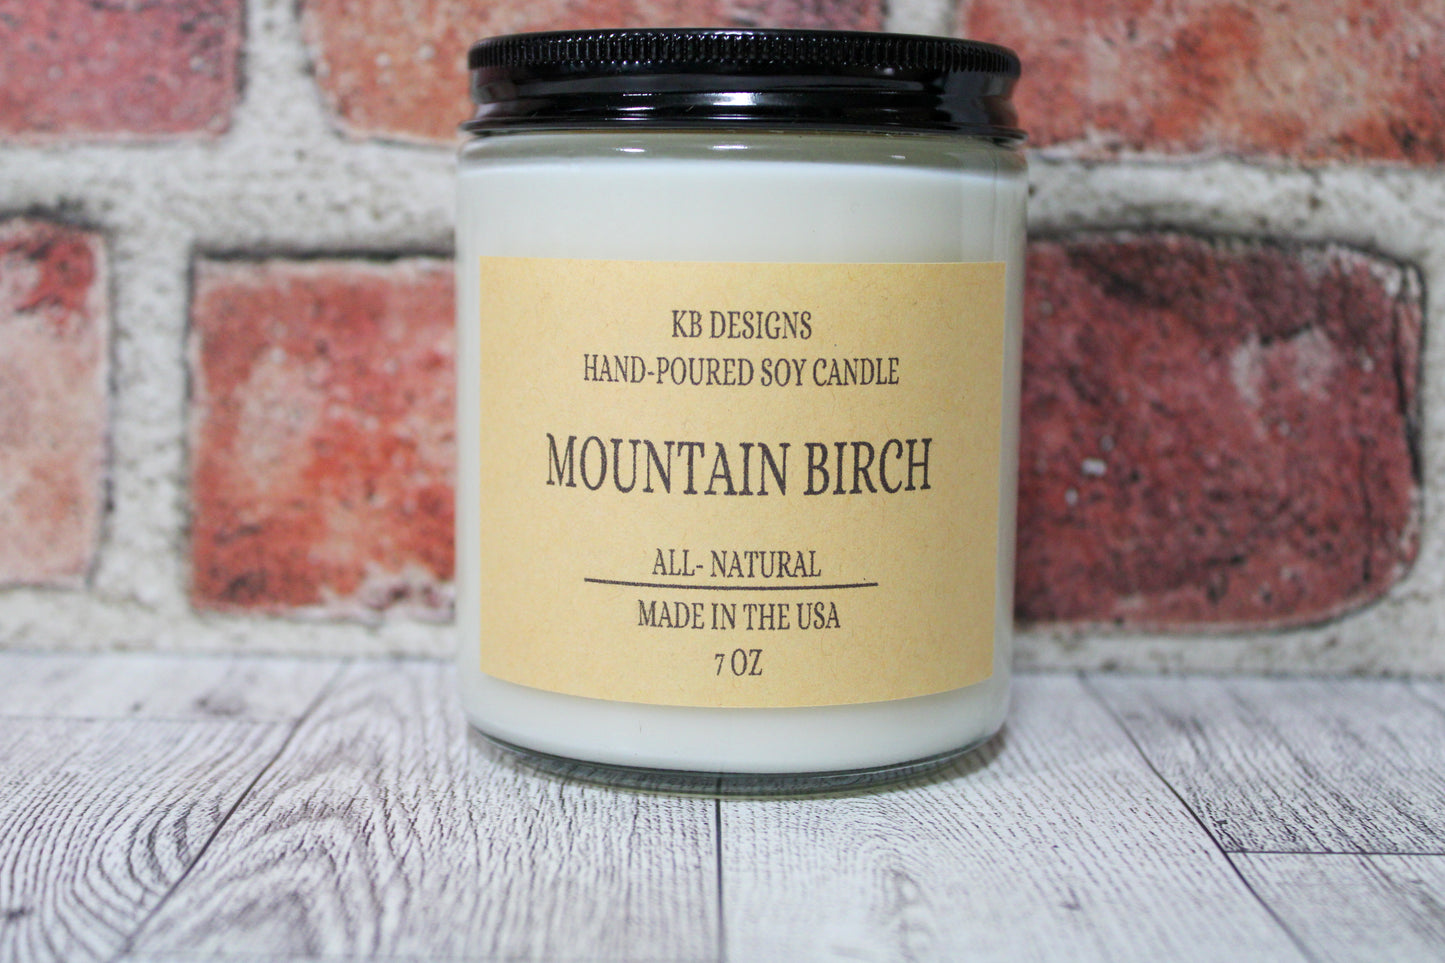 KB DESIGNS
HAND-POURED SOY CANDLE
MOUNTAIN BIRCH
ALL- NATURAL
MADE IN THE USA
7 OZ